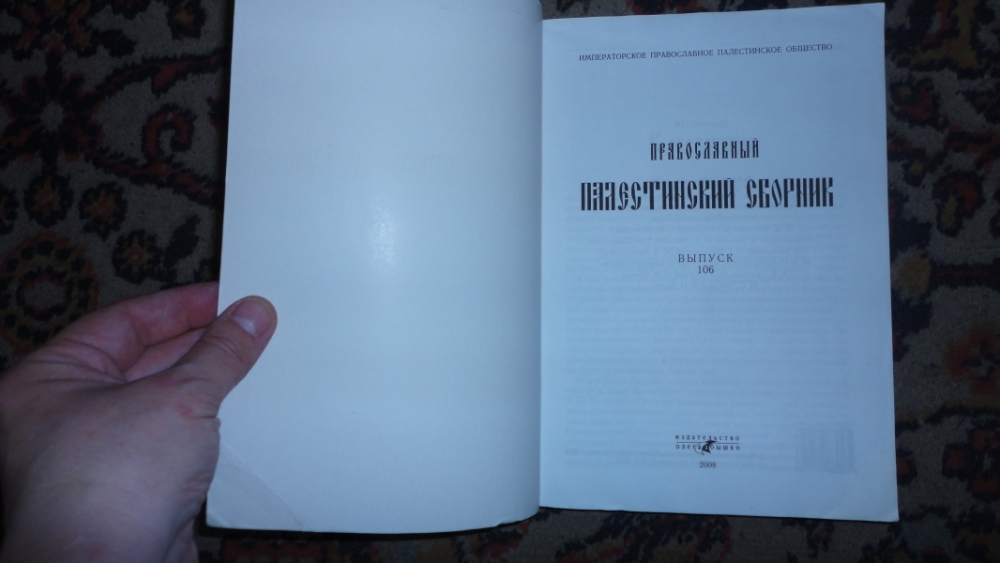 ИМПЕРАТОРСКОЕ ПРАВОСЛАВНОЕ ПАЛЕСТИНСКОЕ ОБЩЕСТВО
ПРАВОСЛАВНЫЙ
ПАЛЕСТИНСКИЙ СБОРНИК
ВЫПУСК
106
ИЗДАТЕЛЬСТВО
2008